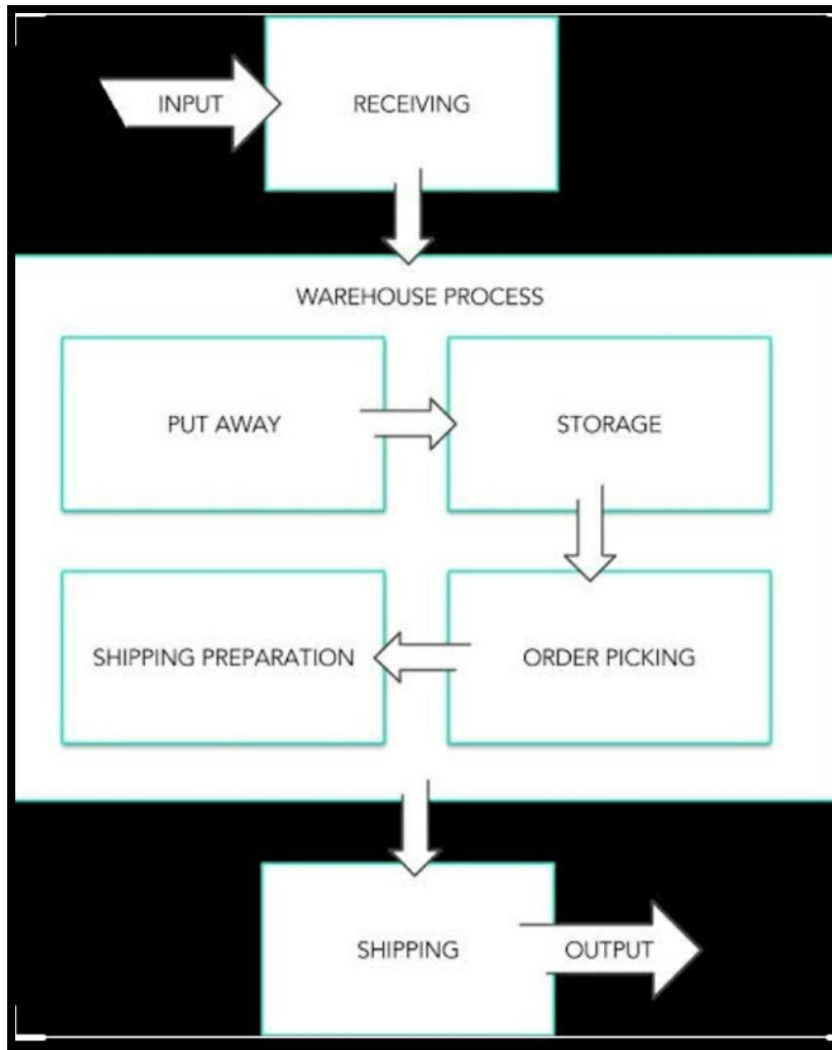 INPUT
RECEIVING
WAREHOUSE PROCESS
PUT AWAY
STORAGE
SHIPPING PREPARATION
ORDER PICKING
SHIPPING
OUTPUT